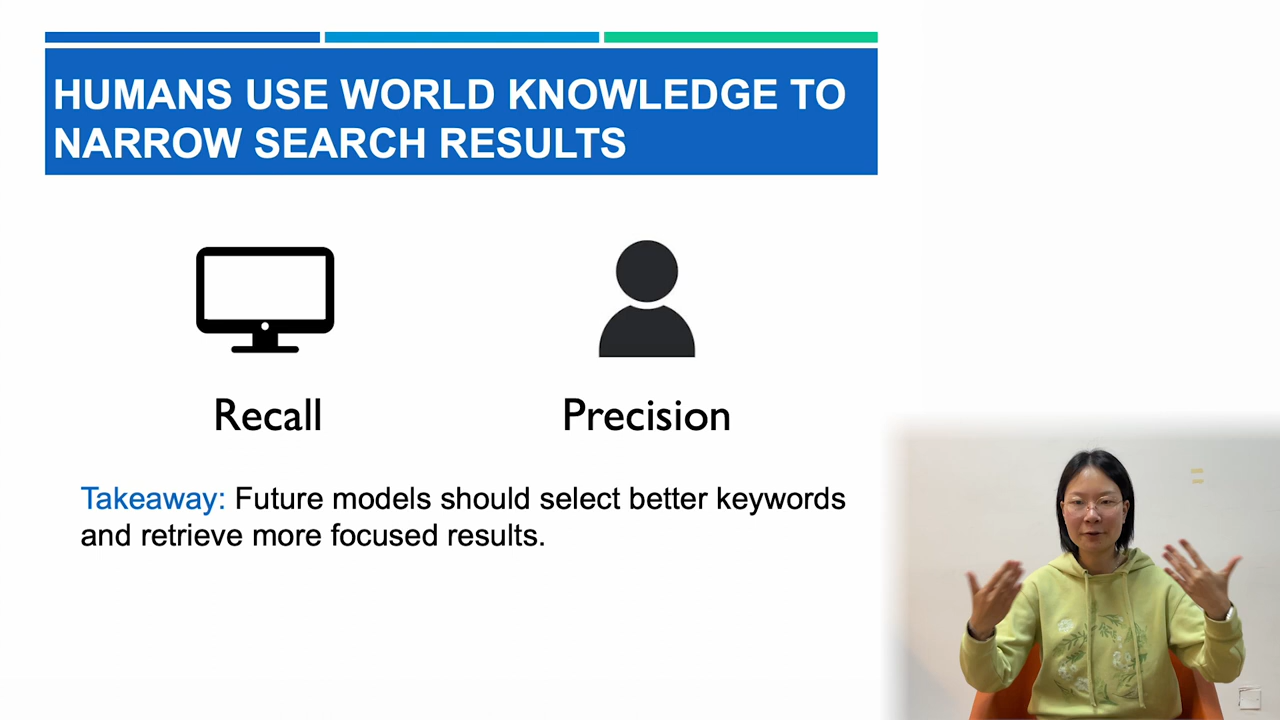 HUMANS USE WORLD KNOWLEDGE TO
NARROW SEARCH RESULTS
Recall
Precision
Takeaway: Future models should select better keywords
and retrieve more focused results.